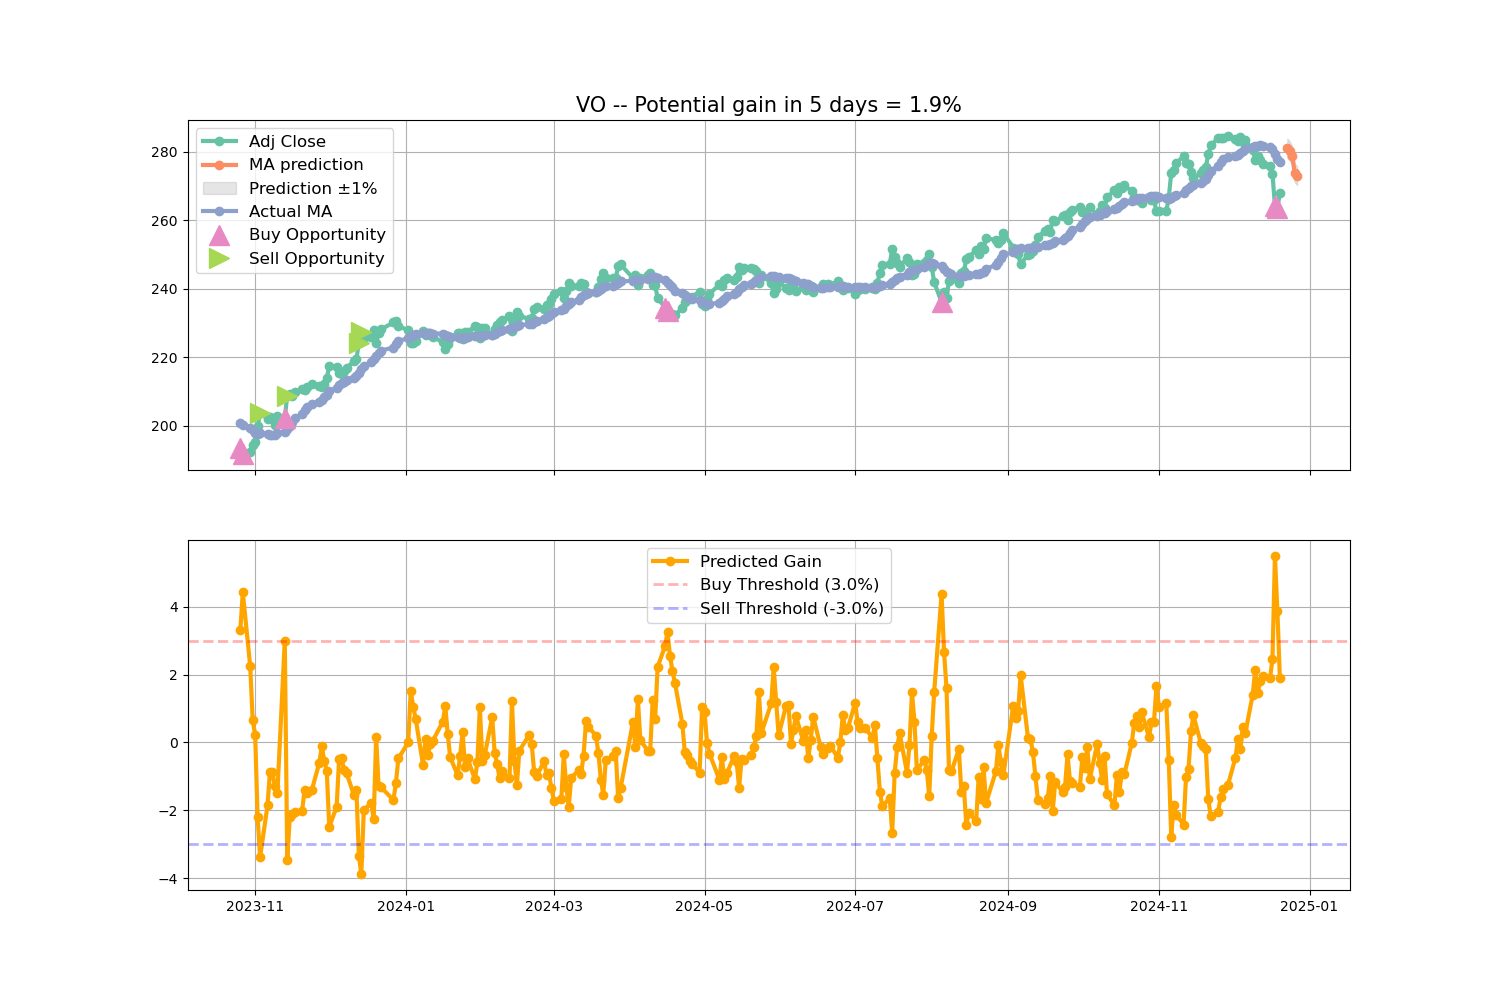 VO -- Potential gain in 5 days = 1.9%
Adj Close
MA prediction
Prediction ±1%
Actual MA
Buy Opportunity
Sell Opportunity
280
260
240
220
200
Predicted Gain
Buy Threshold (3.0%)
Sell Threshold (-3.0%)
4
2
0
−2
−4
2023-11 2024-01 2024-03 2024-05 2024-07 2024-09 2024-11 2025-01